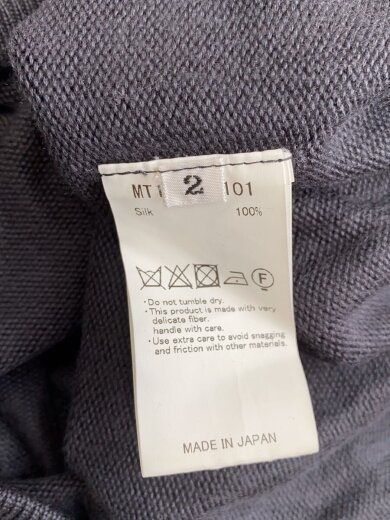 2
MT1 101
Silk 100%
F
・Do not tumble dry.
・This product is made with very
delicate fiber.
handle with care.
・Use extra care to avoid snagging
and friction with other materials.
MADE IN JAPAN